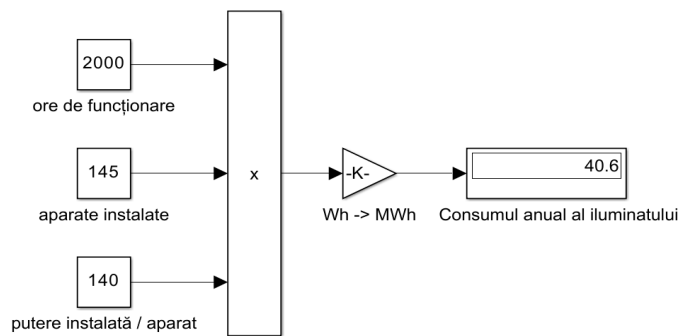 2000
ore de funcționare
145
aparate instalate
140
putere instalată / aparat
x
-K-
Wh -> MWh
40.6
Consumul anual al iluminatului